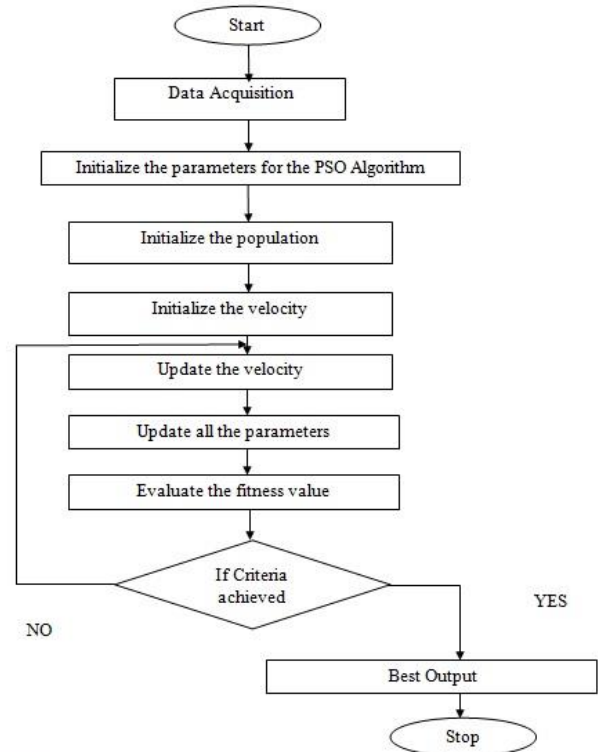 Start
Data Acquisition
Initialize the parameters for the PSO Algorithm
Initialize the population
Initialize the velocity
Update the velocity
Update all the parameters
Evaluate the fitness value
If Criteria
achieved
YES
NO
Best Output
Stop